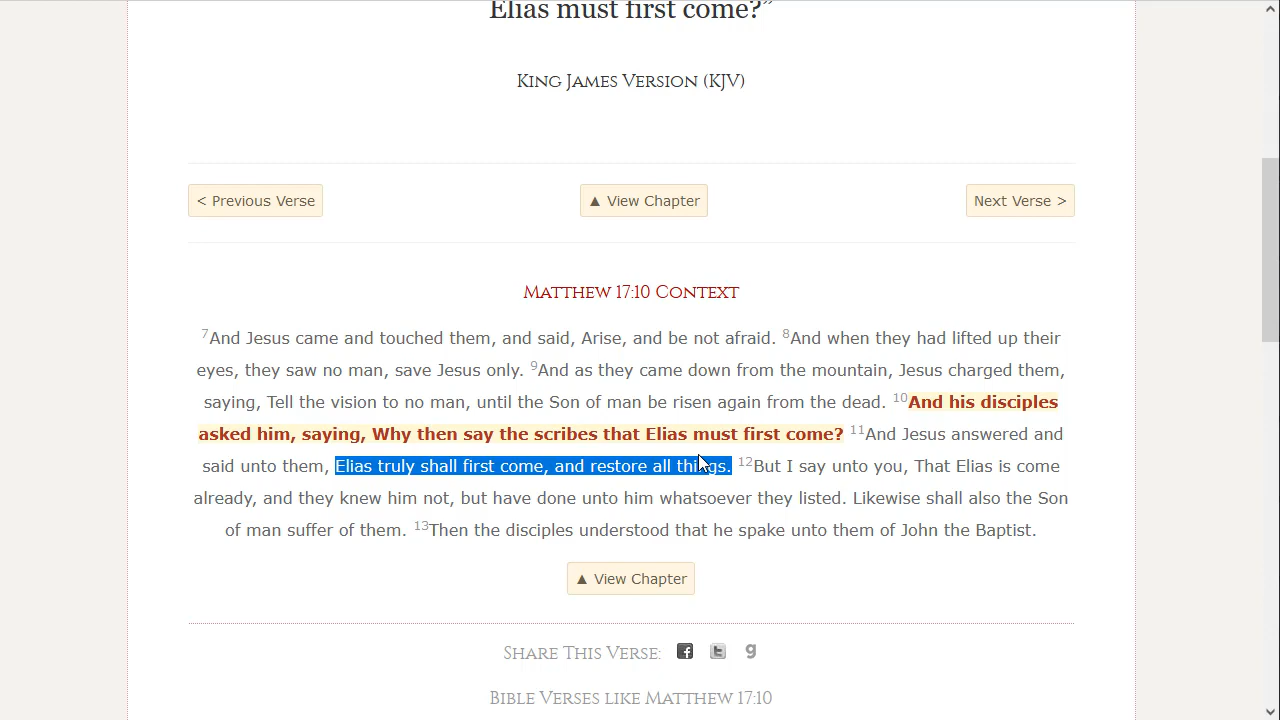 Elias must first come?”
King James Version (KJV)
< Previous Verse
▲ View Chapter
Next Verse >
Matthew 17:10 Context
7And Jesus came and touched them, and said, Arise, and be not afraid. 8And when they had lifted up their
eyes, they saw no man, save Jesus only. 9And as they came down from the mountain, Jesus charged them,
saying, Tell the vision to no man, until the Son of man be risen again from the dead. 10And his disciples
asked him, saying, Why then say the scribes that Elias must first come? 11And Jesus answered and
said unto them, Elias truly shall first come, and restore all things. 12But I say unto you, That Elias is come
already, and they knew him not, but have done unto him whatsoever they listed. Likewise shall also the Son
of man suffer of them. 13Then the disciples understood that he spake unto them of John the Baptist.
▲ View Chapter
Share This Verse: f t g
Bible Verses like Matthew 17:10